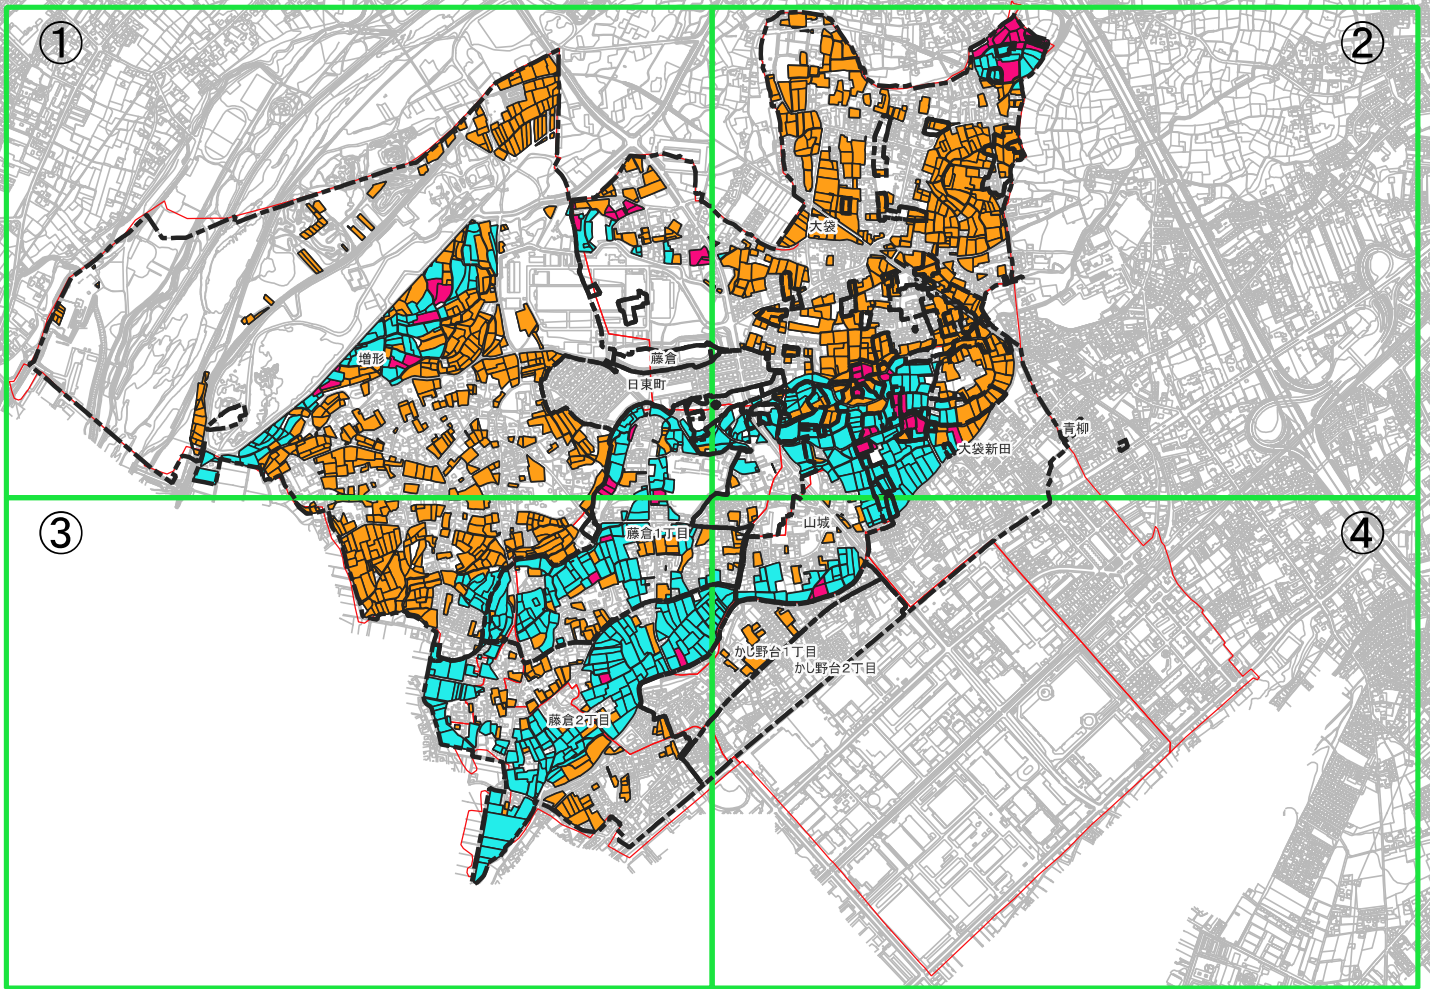 ①
②
大袋
増形
藤倉
日東町
青柳
大袋新田
③
④
山城
藤倉1丁目
かし野台1丁目
かし野台2丁目
藤倉2丁目